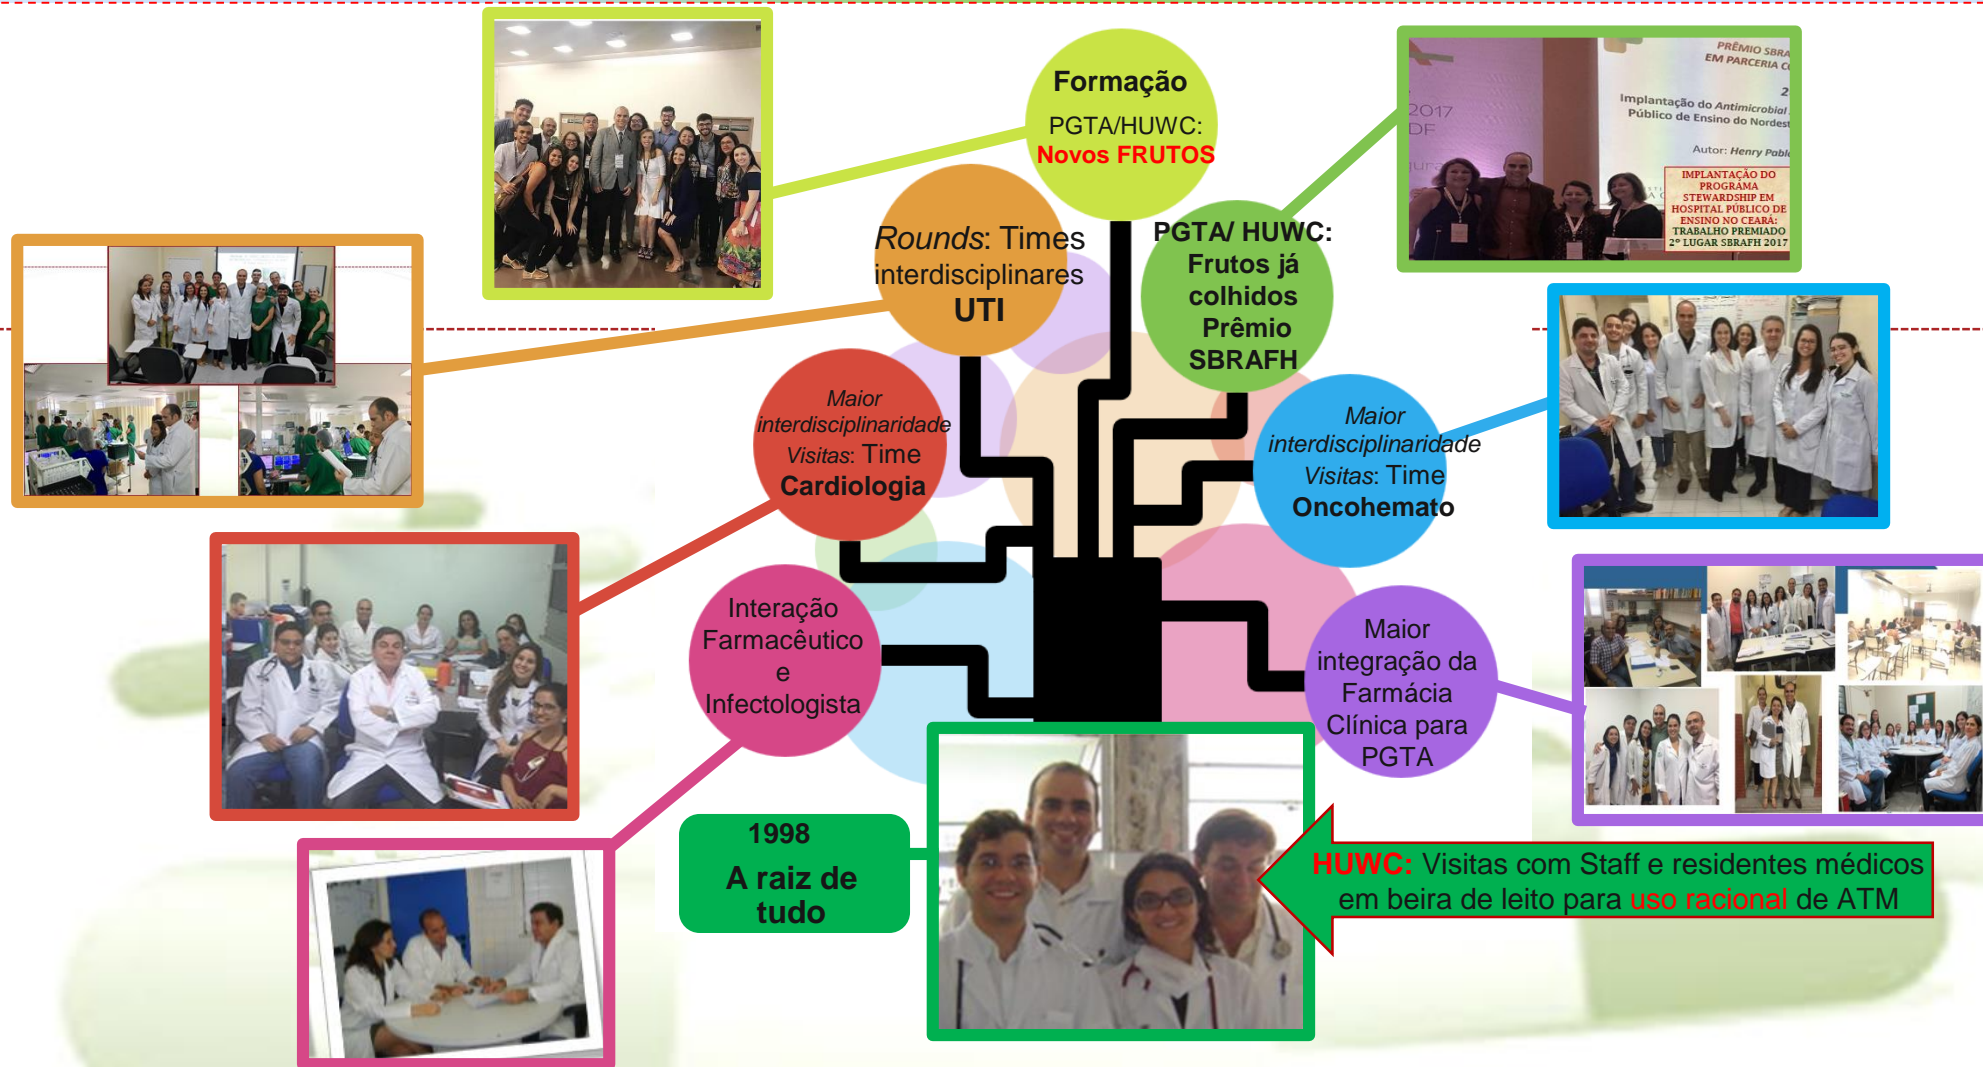 Formação
PGTA/HUWC:
Novos FRUTOS
PRÊMIO
EM PARCERIA
2017
DF
Implantação do Antimicrobial
Público de Ensino do
Autor: Henry
IMPLANTAÇÃO DO
PROGRAMA
STEWARDSHIP EM
HOSPITAL PÚBLICO DE
ENSINO NO CEARÁ:
TRABALHO PREMIADO
2º LUGAR SBRAFH 2017
Rounds: Times
interdisciplinares
UTI
PGTA/ HUWC:
Frutos já
colhidos
Prêmio
SBRAFH
Maior
interdisciplinaridade
Visitas: Time
Cardiologia
Maior
interdisciplinaridade
Visitas: Time
Oncohemato
Interação
Farmacêutico
e
Infectologista
Maior
integração da
Farmácia
Clínica para
PGTA
1998
A raiz de
tudo
HUWC: Visitas com Staff e residentes médicos
em beira de leito para uso racional de ATM